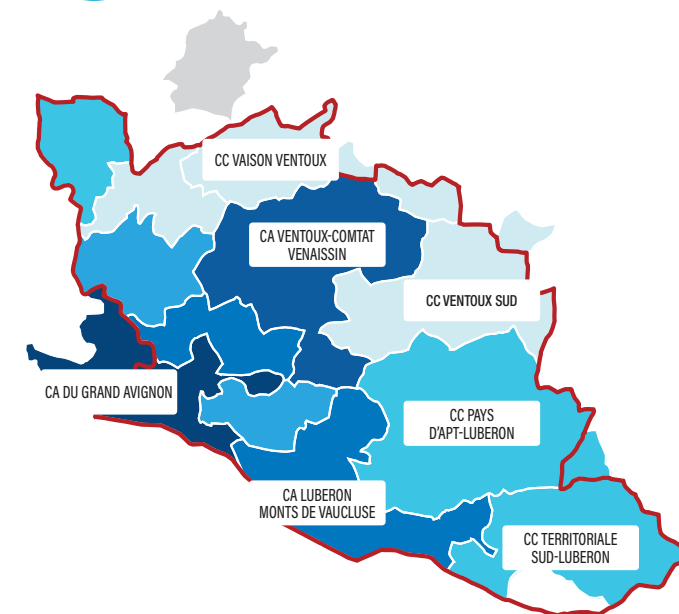 CC VAISON VENTOUX
CA VENTOUX-COMTAT
VENAISSIN
CC VENTOUX SUD
CA DU GRAND AVIGNON
CC PAYS
D'APT-LUBERON
CA LUBERON
MONTS DE VAUCLUSE
CC TERRITORIALE
SUD-LUBERON